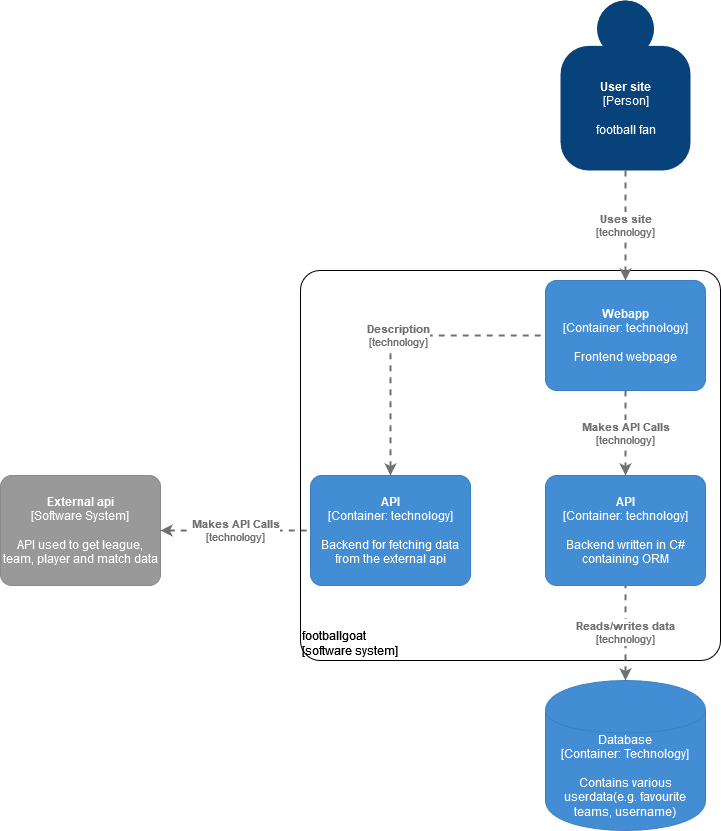 User site
[Person]
football fan
Uses site
[technology]
Webapp
[Container: technology]
Frontend webpage
Description
[technology]
Makes API Calls
[technology]
External api
[Software System]
API used to get league,
team, player and match data
Makes API Calls
[technology]
API
[Container: technology]
Backend for fetching data
from the external api
API
[Container: technology]
Backend written in C#
containing ORM
footballgoat
[software system]
Reads/writes data
[technology]
Database
[Container: Technology]
Contains various
userdata(e.g. favourite
teams, username)